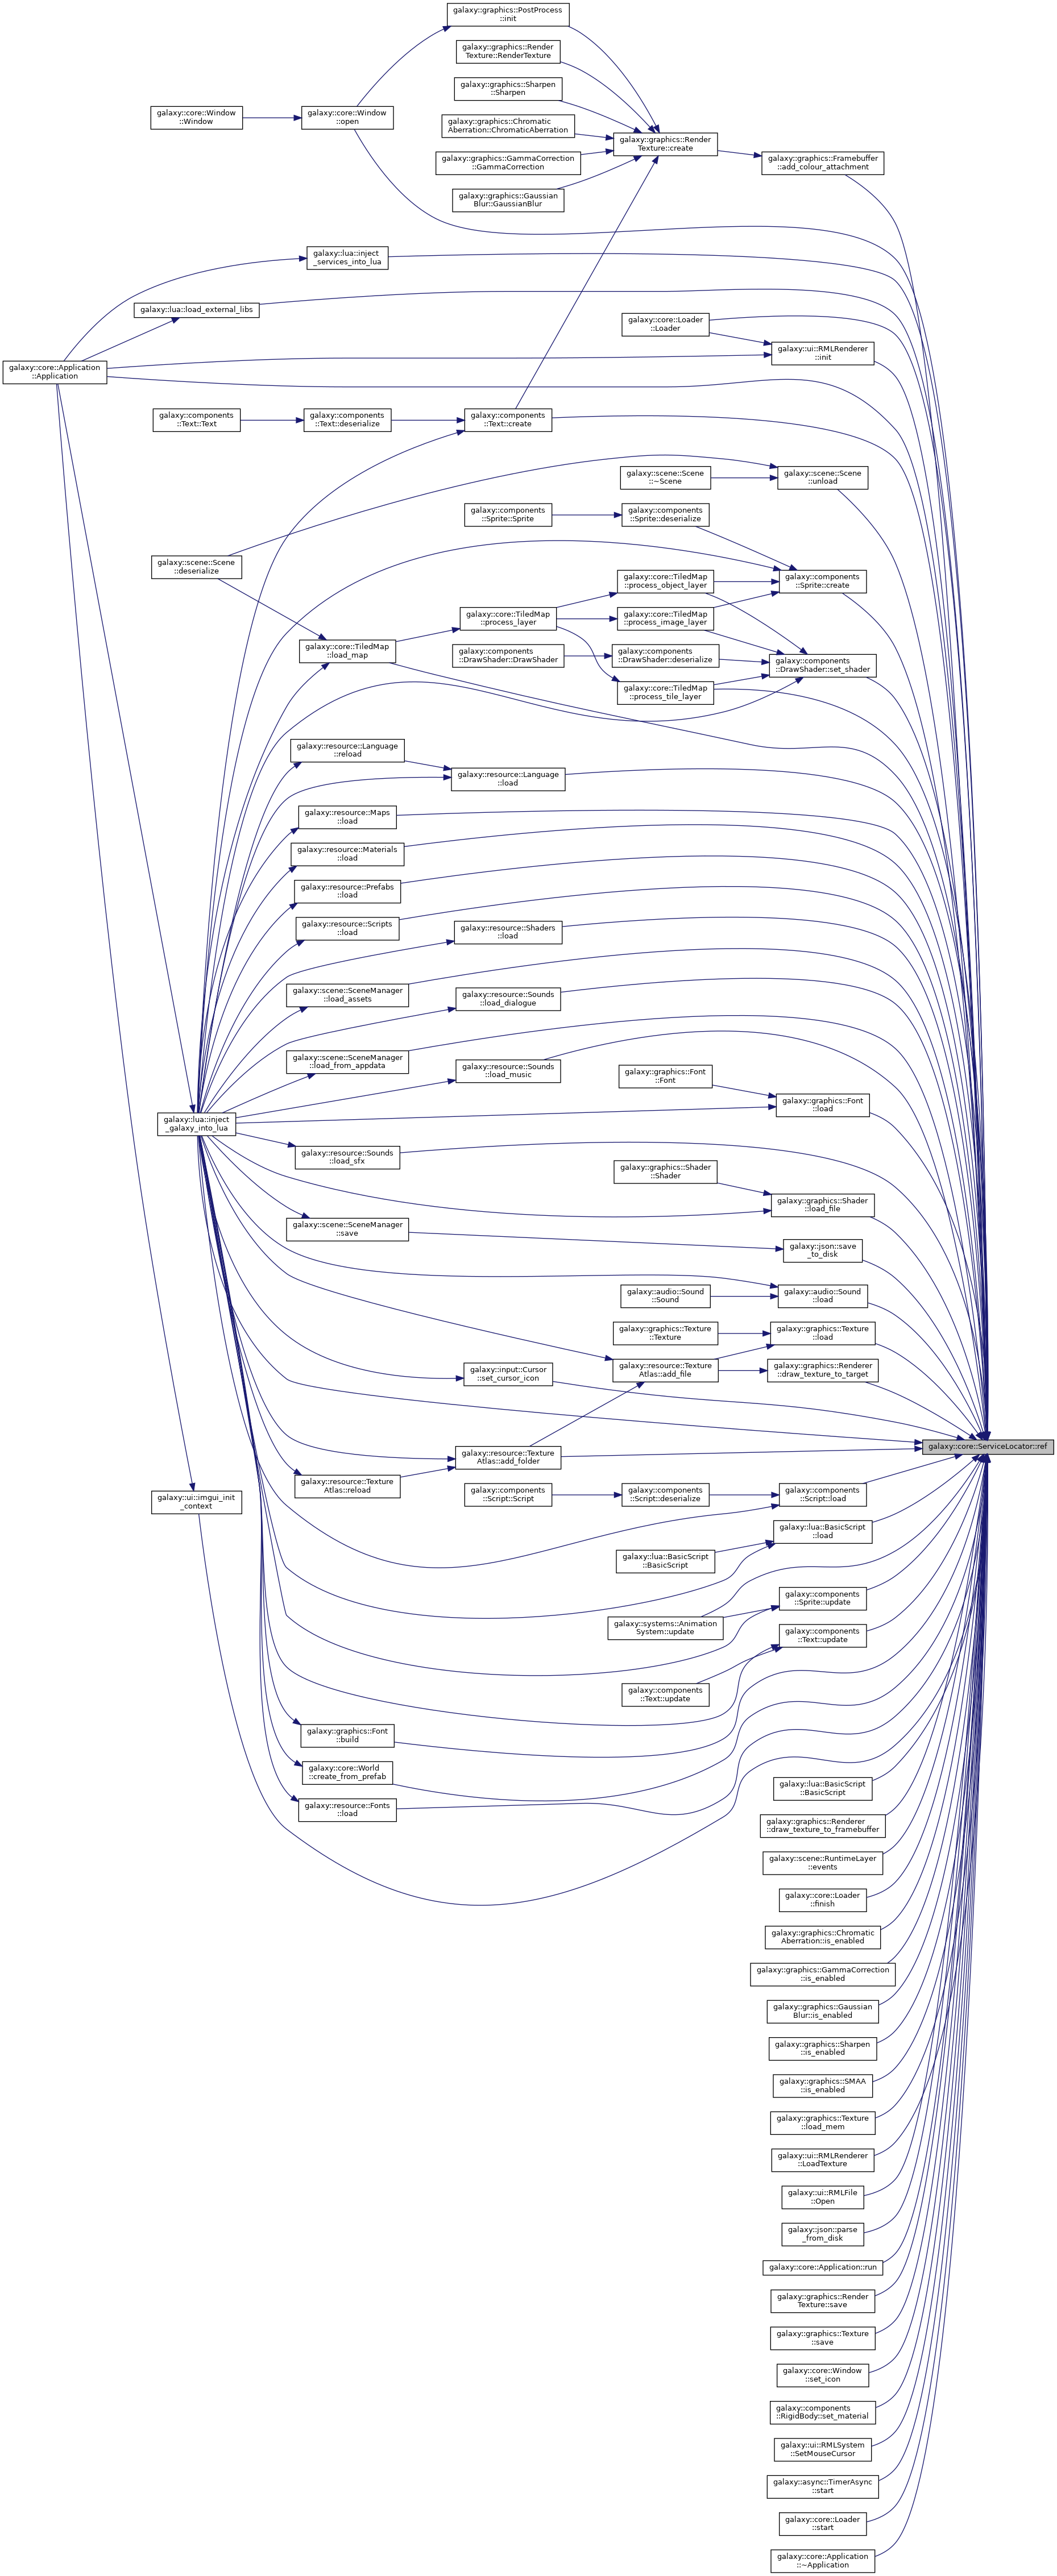 galaxy::graphics::PostProcess
::init
galaxy::graphics::Render
Texture::RenderTexture
galaxy::graphics::Sharpen
::Sharpen
galaxy::core::Window
::Window
galaxy::core::Window
::open
galaxy::graphics::Chromatic
Aberration::ChromaticAberration
galaxy::graphics::Render
Texture::create
galaxy::graphics::GammaCorrection
::GammaCorrection
galaxy::graphics::Framebuffer
::add_colour_attachment
galaxy::graphics::Gaussian
Blur::GaussianBlur
galaxy::lua::inject
_services_into_lua
galaxy::lua::load_external_libs
galaxy::core::Loader
::Loader
galaxy::ui::RMLRenderer
::init
galaxy::core::Application
::Application
galaxy::components
::Text::Text
galaxy::components
::Text::deserialize
galaxy::components
::Text::create
galaxy::scene::Scene
::~Scene
galaxy::scene::Scene
::unload
galaxy::components
::Sprite::Sprite
galaxy::components
::Sprite::deserialize
galaxy::scene::Scene
::deserialize
galaxy::core::TiledMap
::process_object_layer
galaxy::components
::Sprite::create
galaxy::core::TiledMap
::process_layer
galaxy::core::TiledMap
::process_image_layer
galaxy::core::TiledMap
::load_map
galaxy::components
::DrawShader::DrawShader
galaxy::components
::DrawShader::deserialize
galaxy::components
::DrawShader::set_shader
galaxy::core::TiledMap
::process_tile_layer
galaxy::resource::Language
::reload
galaxy::resource::Language
::load
galaxy::resource::Maps
::load
galaxy::resource::Materials
::load
galaxy::resource::Prefabs
::load
galaxy::resource::Scripts
::load
galaxy::resource::Shaders
::load
galaxy::scene::SceneManager
::load_assets
galaxy::resource::Sounds
::load_dialogue
galaxy::scene::SceneManager
::load_from_appdata
galaxy::resource::Sounds
::load_music
galaxy::graphics::Font
::Font
galaxy::graphics::Font
::load
galaxy::lua::inject
_galaxy_into_lua
galaxy::resource::Sounds
::load_sfx
galaxy::graphics::Shader
::Shader
galaxy::graphics::Shader
::load_file
galaxy::scene::SceneManager
::save
galaxy::json::save
_to_disk
galaxy::audio::Sound
::Sound
galaxy::audio::Sound
::load
galaxy::graphics::Texture
::Texture
galaxy::graphics::Texture
::load
galaxy::input::Cursor
::set_cursor_icon
galaxy::resource::Texture
Atlas::add_file
galaxy::graphics::Renderer
::draw_texture_to_target
galaxy::core::ServiceLocator::ref
galaxy::resource::Texture
Atlas::add_folder
galaxy::resource::Texture
Atlas::reload
galaxy::ui::imgui_init
_context
galaxy::components
::Script::Script
galaxy::components
::Script::deserialize
galaxy::components
::Script::load
galaxy::lua::BasicScript
::load
galaxy::lua::BasicScript
::BasicScript
galaxy::components
::Sprite::update
galaxy::systems::Animation
System::update
galaxy::components
::Text::update
galaxy::components
::Text::update
galaxy::graphics::Font
::build
galaxy::core::World
::create_from_prefab
galaxy::lua::BasicScript
::BasicScript
galaxy::resource::Fonts
::load
galaxy::graphics::Renderer
::draw_texture_to_framebuffer
galaxy::scene::RuntimeLayer
::events
galaxy::core::Loader
::finish
galaxy::graphics::Chromatic
Aberration::is_enabled
galaxy::graphics::GammaCorrection
::is_enabled
galaxy::graphics::Gaussian
Blur::is_enabled
galaxy::graphics::Sharpen
::is_enabled
galaxy::graphics::SMAA
::is_enabled
galaxy::graphics::Texture
::load_mem
galaxy::ui::RMLRenderer
::LoadTexture
galaxy::ui::RMLFile
::Open
galaxy::json::parse
_from_disk
galaxy::core::Application::run
galaxy::graphics::Render
Texture::save
galaxy::graphics::Texture
::save
galaxy::core::Window
::set_icon
galaxy::components
::RigidBody::set_material
galaxy::ui::RMLSystem
::SetMouseCursor
galaxy::async::TimerAsync
::start
galaxy::core::Loader
::start
galaxy::core::Application
::~Application